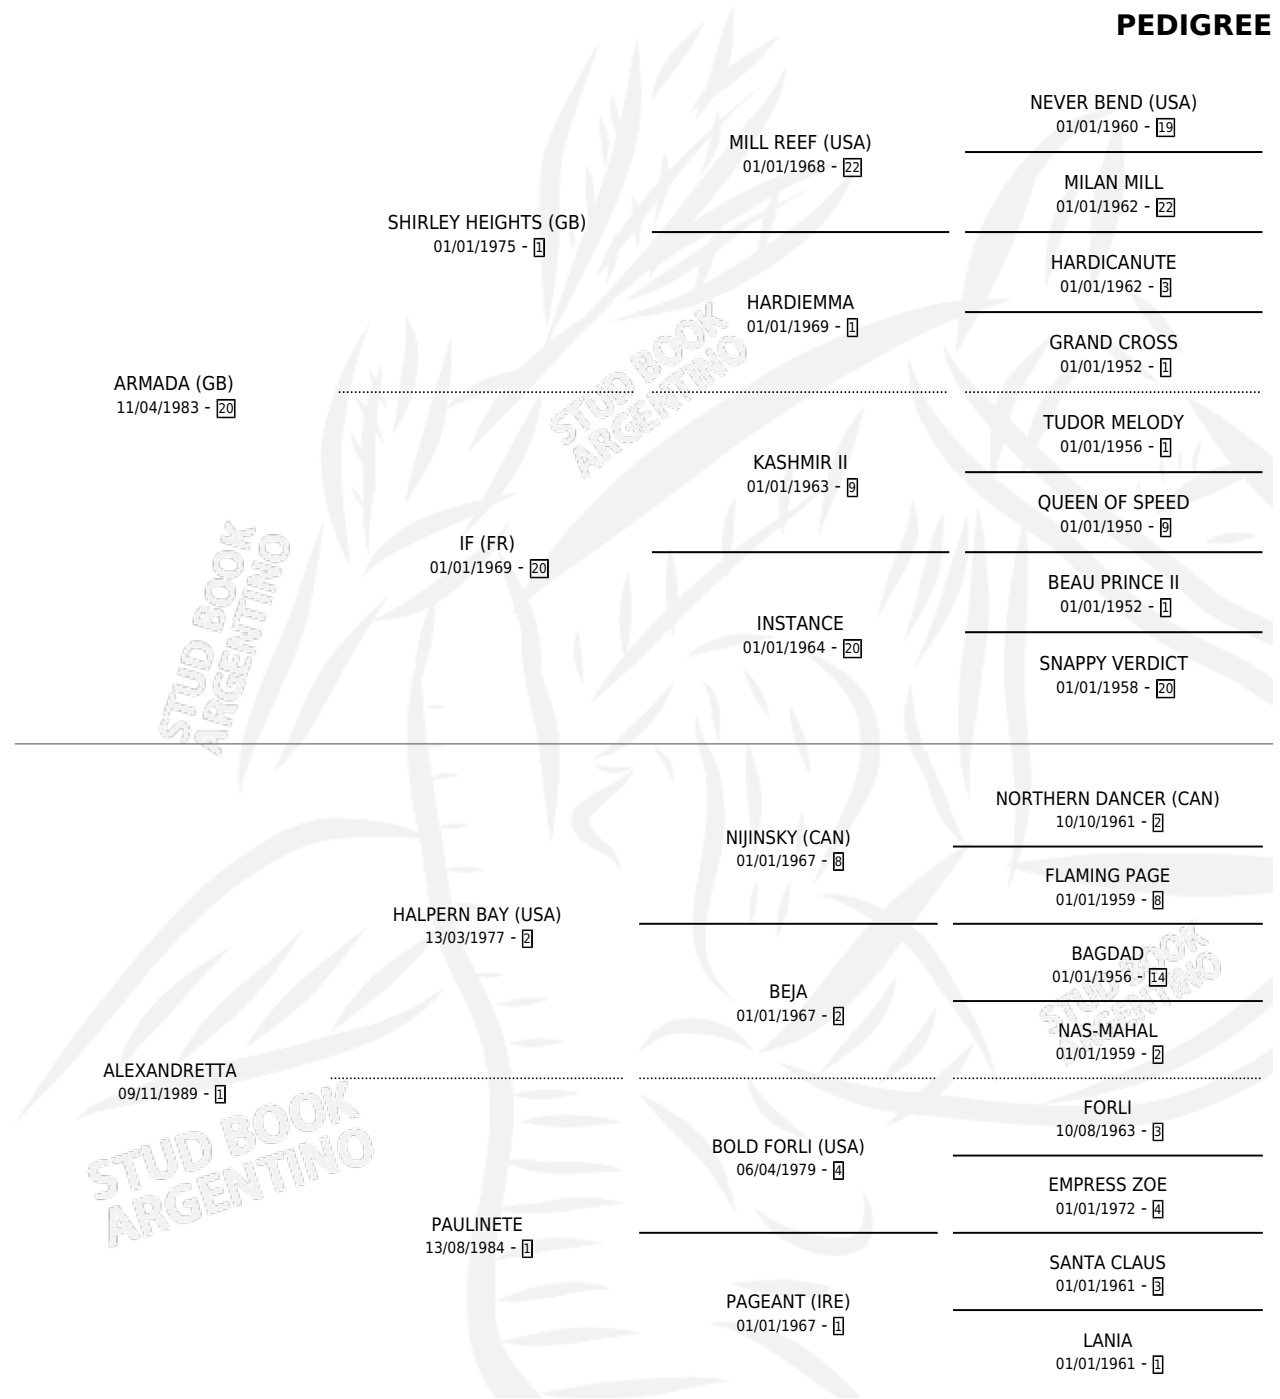 PEDIGREE
NEVER BEND (USA)
01/01/1960 - 19
MILL REEF (USA)
01/01/1968 - 22
MILAN MILL
01/01/1962 - 22
SHIRLEY HEIGHTS (GB)
01/01/1975 - 1
HARDICANUTE
01/01/1962 - 3
HARDIEMMA
01/01/1969 - 1
GRAND CROSS
01/01/1952 - 1
ARMADA (GB)
11/04/1983 - 20
TUDOR MELODY
01/01/1956 - 1
KASHMIR II
01/01/1963 - 9
QUEEN OF SPEED
01/01/1950 - 9
IF (FR)
01/01/1969 - 20
BEAU PRINCE II
01/01/1952 - 1
INSTANCE
01/01/1964 - 20
SNAPPY VERDICT
01/01/1958 - 20
NORTHERN DANCER (CAN)
10/10/1961 - 2
NIJINSKY (CAN)
01/01/1967 - 8
FLAMING PAGE
01/01/1959 - 8
HALPERN BAY (USA)
13/03/1977 - 2
BAGDAD
01/01/1956 - 14
BEJA
01/01/1967 - 2
NAS-MAHAL
01/01/1959 - 2
ALEXANDRETTA
09/11/1989 - 1
FORLI
10/08/1963 - 3
BOLD FORLI (USA)
06/04/1979 - 4
EMPRESS ZOE
01/01/1972 - 4
PAULINETE
13/08/1984 - 1
SANTA CLAUS
01/01/1961 - 3
PAGEANT (IRE)
01/01/1967 - 1
LANIA
01/01/1961 - 1
STUD BOOK
ARGENTINO
STUD BOOK
ARGENTINO
STUD BOOK
ARGENTINO
STUD BOOK
ARGENTINO